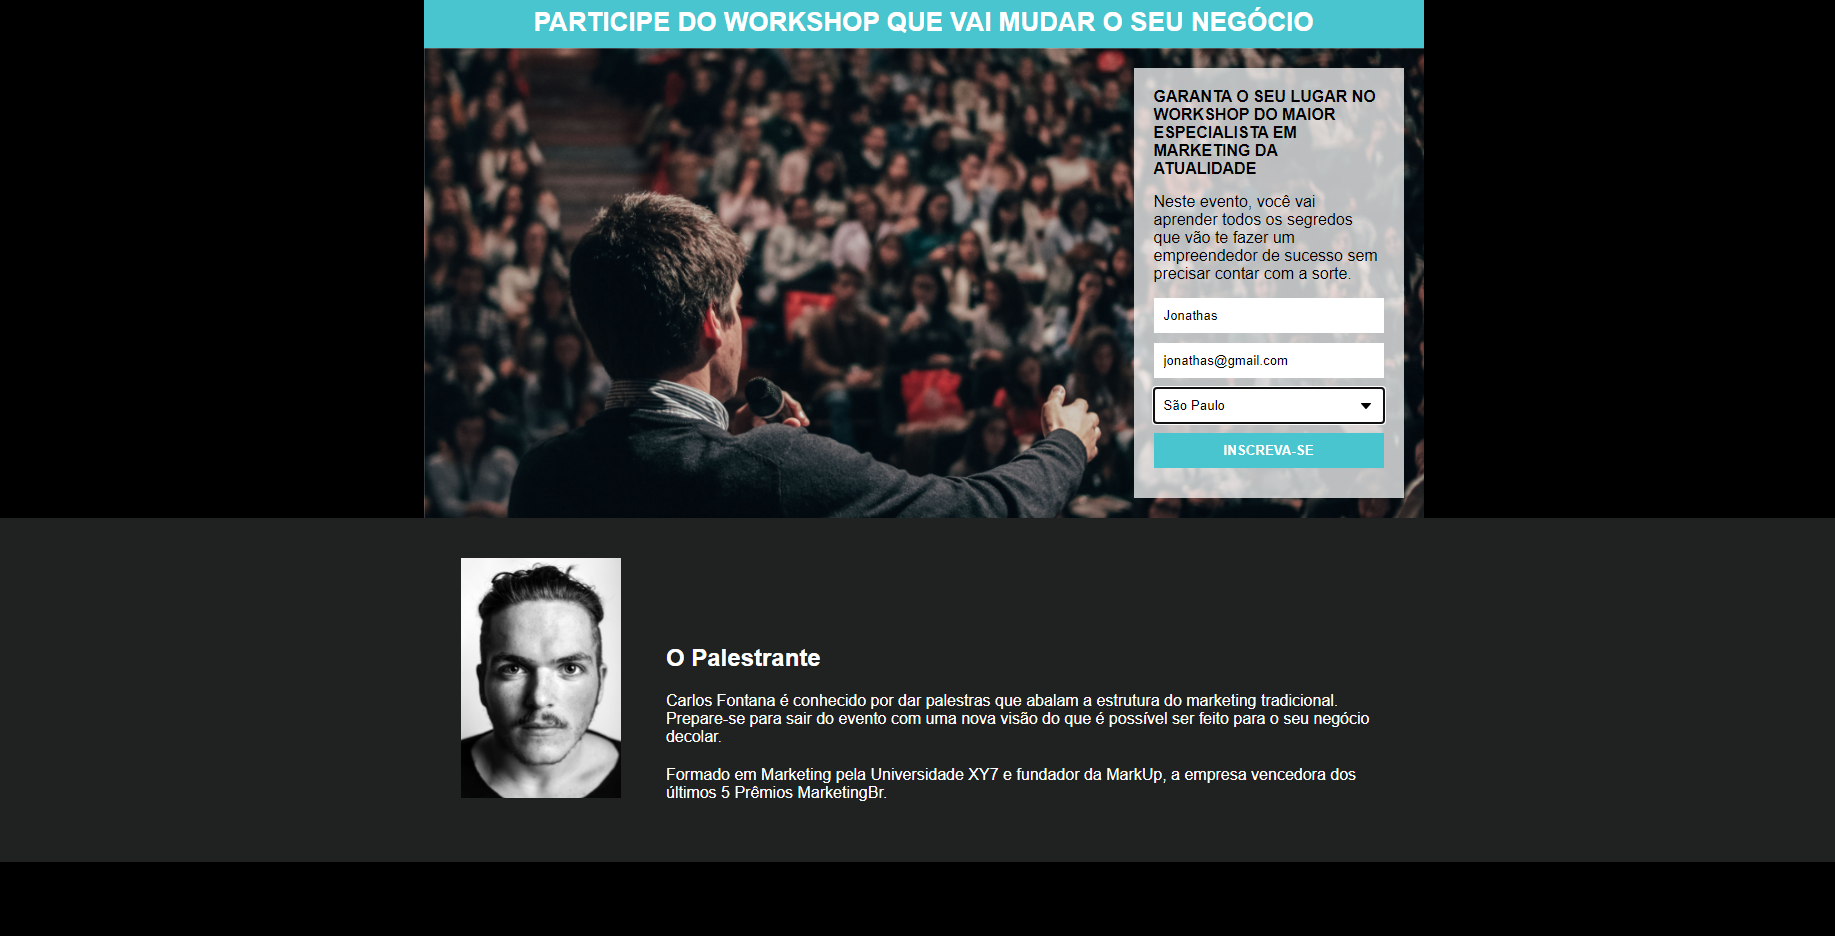 PARTICIPE DO WORKSHOP QUE VAI MUDAR O SEU NEGÓCIO
GARANTA O SEU LUGAR NO
WORKSHOP DO MAIOR
ESPECIALISTA EM
MARKETING DA
ATUALIDADE
Neste evento, você vai
aprender todos os segredos
que vão te fazer um
empreendedor de sucesso sem
precisar contar com a sorte.
Jonathas
jonathas@gmail.com
São Paulo
INSCREVA-SE
O Palestrante
Carlos Fontana é conhecido por dar palestras que abalam a estrutura do marketing tradicional.
Prepare-se para sair do evento com uma nova visão do que é possível ser feito para o seu negócio
decolar.
Formado em Marketing pela Universidade XY7 e fundador da MarkUp, a empresa vencedora dos
últimos 5 Prêmios MarketingBr.